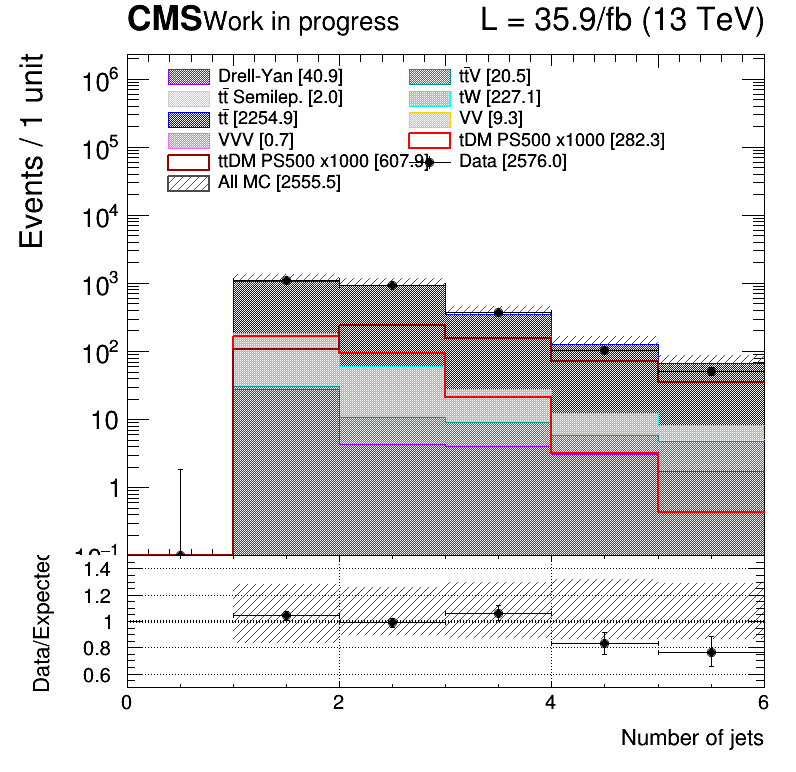 CMS Work in progress L = 35.9/fb (13 TeV)
Events / 1 unit
Drell-Yan [40.9] tt̄V [20.5]
tt̄ Semilep. [2.0] tW [227.1]
tt̄ [2254.9] VV [9.3]
VVV [0.7] tDM PS500 x1000 [282.3]
ttDM PS500 x1000 [607.9] Data [2576.0]
All MC [2555.5]
10⁶
10⁵
10⁴
10³
10²
10
1
10⁻¹
Data/Expected
1.4
1.2
1
0.8
0.6
0 2 4 6
Number of jets